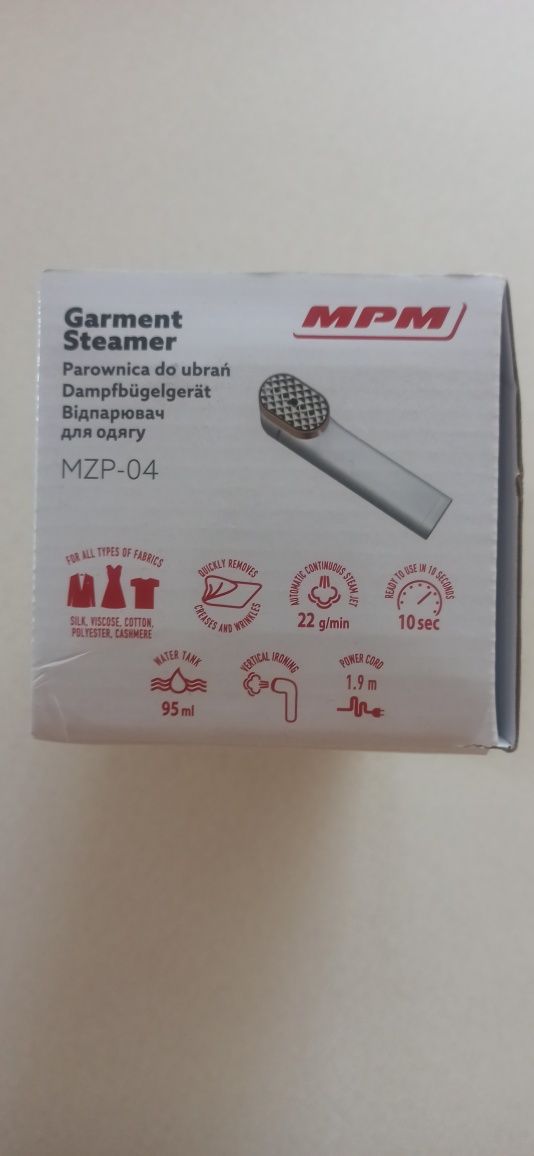 Garment
Steamer
MPM
Parownica do ubrań
Dampfbügelgerät
Відпарювач
для одягу
MZP-04
FOR ALL TYPES OF FABRICS
SILK, VISCOSE, COTTON,
POLYESTER, CASHMERE
QUICKLY REMOVES
CREASES AND WRINKLES
AUTOMATIC CONTINUOUS STEAM JET
22 g/min
READY TO USE IN 10 SECONDS
10 sec
WATER TANK
95 ml
VERTICAL IRONING
POWER CORD
1.9 m